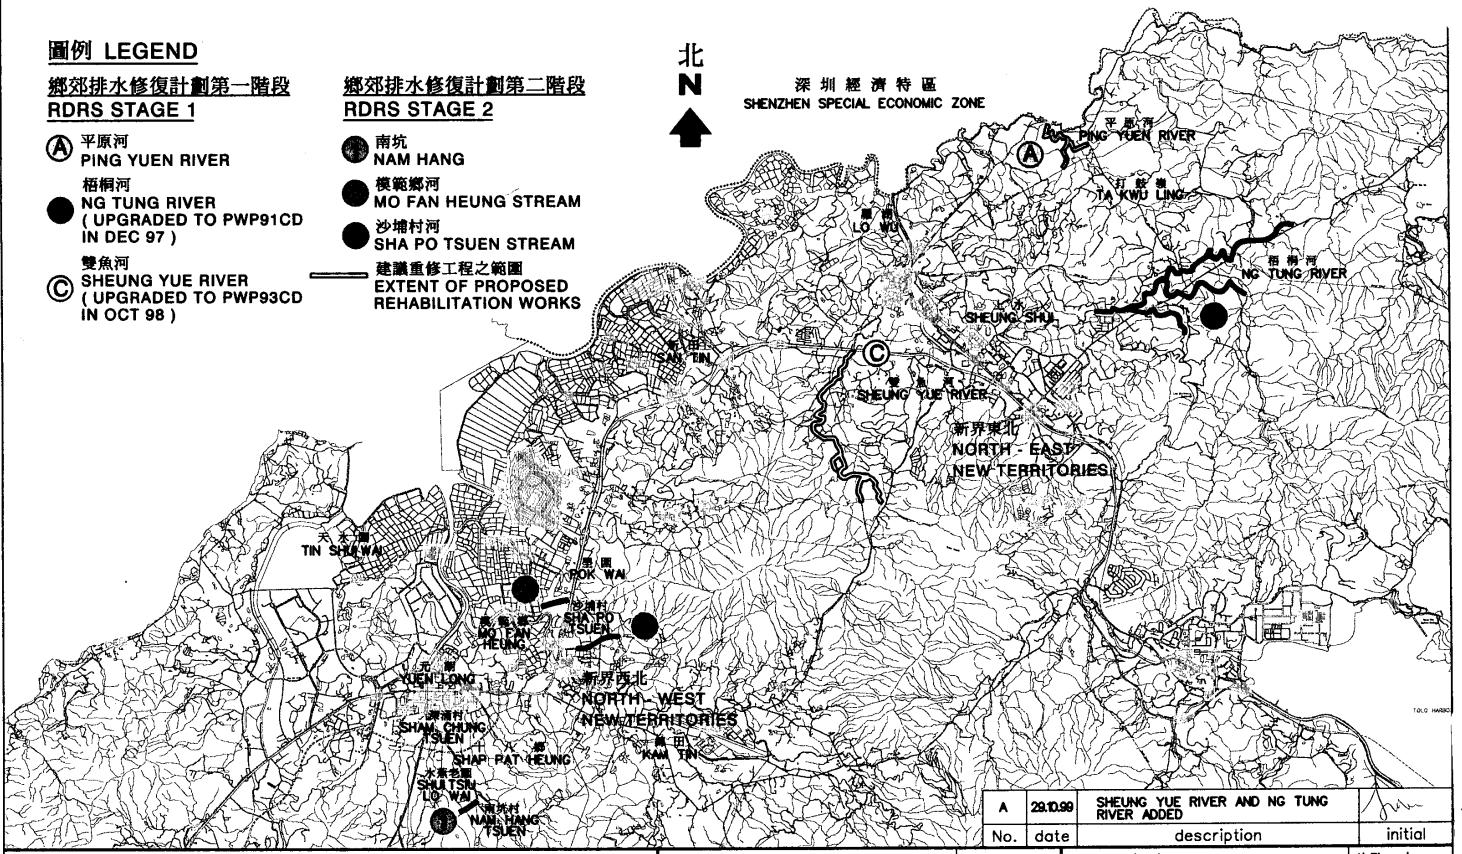 圖例 LEGEND
鄉郊排水修復計劃第一階段
RDRS STAGE 1
A
平原河
PING YUEN RIVER
梧桐河
NG TUNG RIVER
( UPGRADED TO PWP91CD
IN DEC 97 )
C
雙魚河
SHEUNG YUE RIVER
( UPGRADED TO PWP93CD
IN OCT 98 )
鄉郊排水修復計劃第二階段
RDRS STAGE 2
南坑
NAM HANG
模範鄉河
MO FAN HEUNG STREAM
沙埔村河
SHA PO TSUEN STREAM
建議重修工程之範圍
EXTENT OF PROPOSED
REHABILITATION WORKS
北
N
深圳經濟特區
SHENZHEN SPECIAL ECONOMIC ZONE
平原河
PING YUEN RIVER
A
打鼓嶺
TA KWU LING
羅湖
LO WU
梧桐河
NG TUNG RIVER
上水
SHEUNG SHUI
新田
SAN TIN
C
雙魚河
SHEUNG YUE RIVER
新界東北
NORTH - EAST
NEW TERRITORIES
天水圍
TIN SHUI WAI
POK WAI
沙埔村
SHA PO
TSUEN
模範鄉
MO FAN
HEUNG
元朗
YUEN LONG
新界西北
NORTH - WEST
NEW TERRITORIES
SHAM CHUNG
TSUEN
十八鄉
SHAP PAT HEUNG
錦田
KAM TIN
水蕉老圍
SHUI TSIU
LO WAI
南坑村
NAM HANG
TSUEN
TOLO HARBOUR
A 29.10.99 SHEUNG YUE RIVER AND NG TUNG
RIVER ADDED
No. date description initial